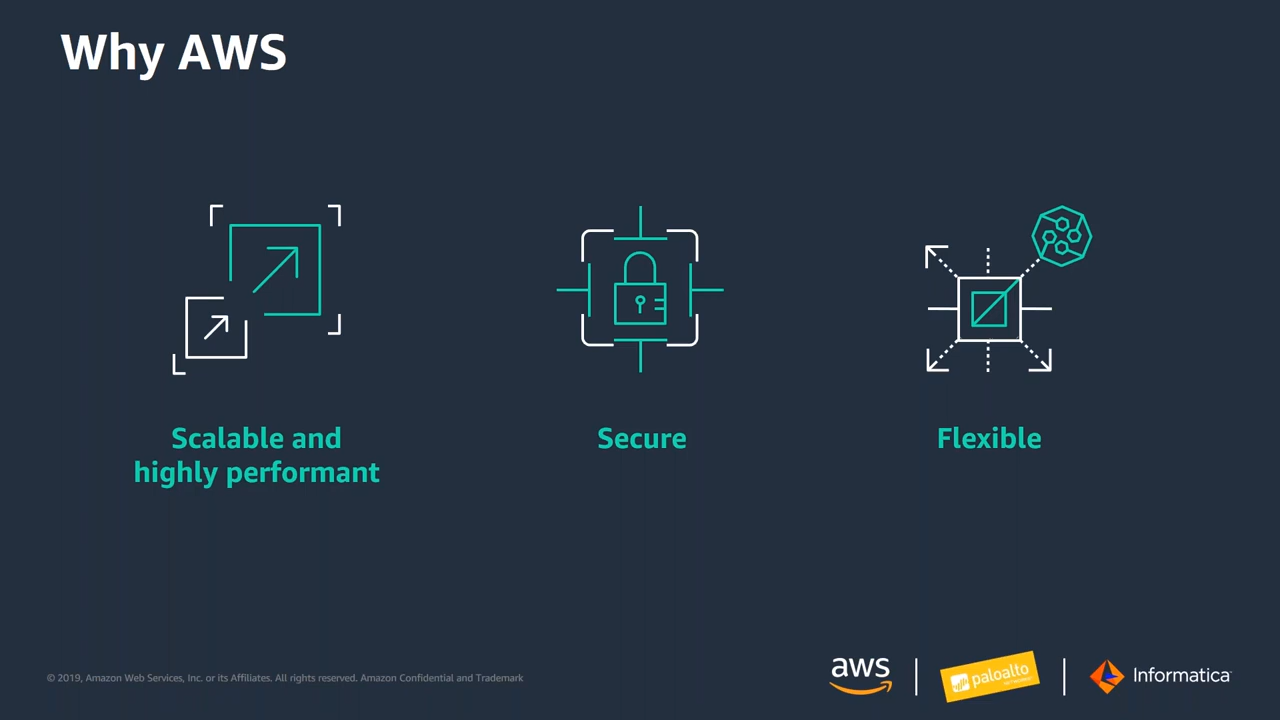 Why AWS
Scalable and
highly performant
Secure
Flexible
© 2019, Amazon Web Services, Inc. or its Affiliates. All rights reserved. Amazon Confidential and Trademark
aws
paloalto
Informatica